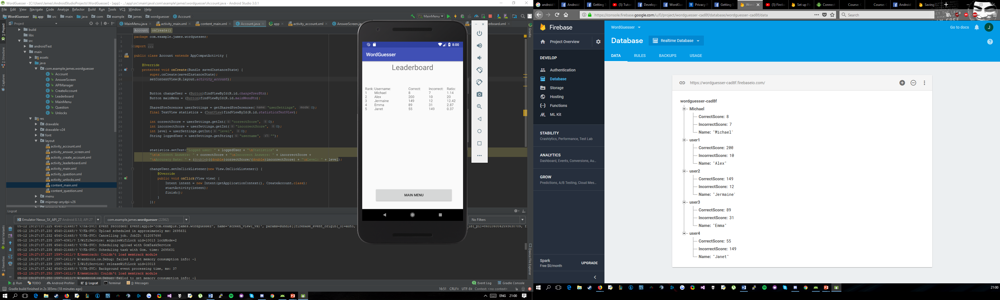 WordGuesser - [C:\Users\James\AndroidStudioProjects\WordGuesser] - [app] - ...\app\src\main\java\com\example\james\wordguesser\Account.java - Android Studio 3.0.1
File Edit View Navigate Code Analyze Refactor Build Run Tools VCS Window Help
WordGuesser app src main java com example james wordguesser Account
MainMenu
Project
MainMenu.java activity_main.xml content_main.xml Account.java app activity_account.xml AnswerScreen.jav
Account onCreate()
build
libs
src
androidTest
main
assets
java
com.example.james.wordguesser
Account
AnswerScreen
APIManager
CreateAccount
Leaderboard
MainMenu
Question
Unlocks
res
drawable
drawable-v24
font
layout
activity_account.xml
activity_answer_screen.xml
activity_create_account.xml
activity_leaderboard.xml
activity_main.xml
activity_question.xml
activity_unlocks.xml
content_main.xml
content_question.xml
menu
mipmap-anydpi-v26
package com.example.james.wordguesser;
import ...
public class Account extends AppCompatActivity {
@Override
protected void onCreate(Bundle savedInstanceState) {
super.onCreate(savedInstanceState);
setContentView(R.layout.activity_account);
Button changeUser = (Button)findViewById(R.id.changeUserBtn);
Button mainMenu = (Button)findViewById(R.id.mainMenuBtn);
SharedPreferences userSettings = getSharedPreferences( name: "userSettings", mode: 0);
final TextView statistics = (TextView)findViewById(R.id.statisticsTextView);
int correctScore = userSettings.getInt( s: "correctScore", i: 0);
int incorrectScore = userSettings.getInt( s: "incorrectScore", i: 0);
int level = userSettings.getInt( s: "level", i: 0);
String loggedUser = userSettings.getString( s: "username", s1: "");
statistics.setText("Logged user: " + loggedUser + "\nStatistics" +
"\n\nCorrect Answers: " + correctScore + "\nIncorrect Answers: " + incorrectScore +
"\nAccuracy Rate: " + (double)((double)correctScore/(double)incorrectScore) + "\nLevel: " + level);
changeUser.setOnClickListener(new View.OnClickListener() {
@Override
public void onClick(View view) {
Intent intent = new Intent(getApplicationContext(), CreateAccount.class);
startActivity(intent);
finish();
}
});
8:00
WordGuesser
Leaderboard
Rank: Username: Correct: Incorrect: Ratio:
1 Michael 8 7 1.14
2 Alex 200 10 20
3 Jermaine 149 12 12.42
4 Emma 89 31 2.87
5 Janet 55 149 0.37
MAIN MENU
Logcat
Emulator Nexus_5X_API_27 Android 8.1.0, API 27 com.example.james.wordguesser (22862) No Filters
05-12 19:27:37.225 4540-21448/? V/FA-SVC: Event recorded: Event{appId='com.example.james.wordguesser', name='screen_view(_vs)', params=Bundle[{firebase_event_origin(_o)=auto,
05-12 19:27:37.230 4540-21448/? V/FA-SVC: Upload scheduled in approximately ms: 2695631
05-12 19:27:37.232 4540-21448/? V/FA-SVC: Cancelling job. JobID: 812057698
05-12 19:27:37.235 1597-4361/? I/WifiService: acquireWifiLock uid=10013 lockMode=2
05-12 19:27:37.235 4540-21448/? V/FA-SVC: Scheduling upload with GcmTaskService
05-12 19:27:37.235 4540-21448/? V/FA-SVC: Scheduling task with Gcm. time: 2695631
05-12 19:27:37.237 1597-1611/? E/memtrack: Couldn't load memtrack module
05-12 19:27:37.237 1597-1611/? W/android.os.Debug: failed to get memory consumption info: -1
05-12 19:27:37.239 1597-4361/? I/WifiService: releaseWifiLock uid=10013
05-12 19:27:37.242 4540-21448/? V/FA-SVC: Background event processing time, ms: 37
05-12 19:27:37.250 1597-1611/? E/memtrack: Couldn't load memtrack module
05-12 19:27:37.250 1597-1611/? W/android.os.Debug: failed to get memory consumption info: -1
4: Run TODO Android Profiler 6: Logcat Terminal 0: Messages Event Log Gradle Console
Gradle build finished in 2s 385ms (18 minutes ago) 16:51 CRLF UTF-8 Context: <no context>
ENG 21:00
1: Project
7: Structure
Captures
Build Variants
2: Favorites
Gradle
Device File Explorer
https://console.firebase.google.com/u/0/project/wordguesser-cad8f/database/wordguesser-cad8f/data
Search
Firebase
Project Overview
DEVELOP
Authentication
Database
Storage
Hosting
Functions
ML Kit
STABILITY
Crashlytics, Performance, Test Lab
ANALYTICS
Dashboard, Events, Conversions, Au...
GROW
Predictions, A/B Testing, Cloud Mes...
Spark
Free $0/month
UPGRADE
WordGuesser
Go to docs
J
Database
Realtime Database
DATA RULES BACKUPS USAGE
https://wordguesser-cad8f.firebaseio.com/
wordguesser-cad8f
Michael
CorrectScore: 8
IncorrectScore: 7
Name: "Michael"
user1
CorrectScore: 200
IncorrectScore: 10
Name: "Alex"
user2
CorrectScore: 149
IncorrectScore: 12
Name: "Jermaine"
user3
CorrectScore: 89
IncorrectScore: 31
Name: "Emma"
user4
CorrectScore: 55
IncorrectScore: 149
Name: "Janet"
21:00